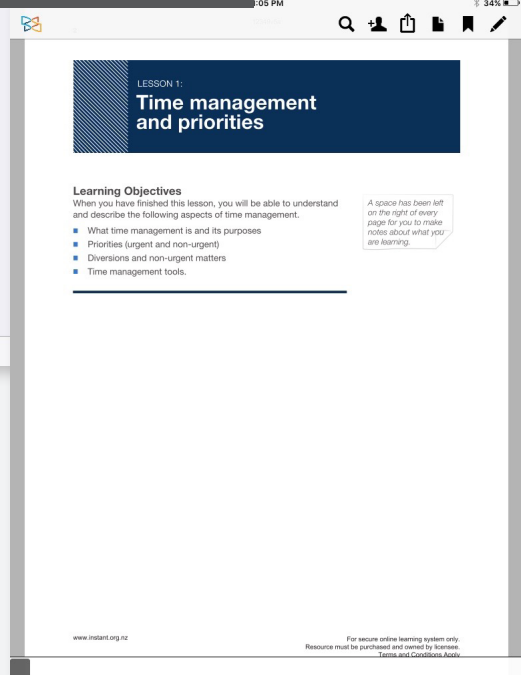 :05 PM
34%
LESSON 1:
Time management
and priorities
Learning Objectives
When you have finished this lesson, you will be able to understand
and describe the following aspects of time management.
What time management is and its purposes
Priorities (urgent and non-urgent)
Diversions and non-urgent matters
Time management tools.
A space has been left
on the right of every
page for you to make
notes about what you
are learning.
www.instant.org.nz
For secure online learning system only.
Resource must be purchased and owned by licensee.
Terms and Conditions Apply